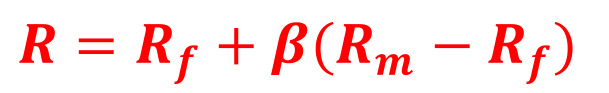 R = R_f + β(R_m − R_f)